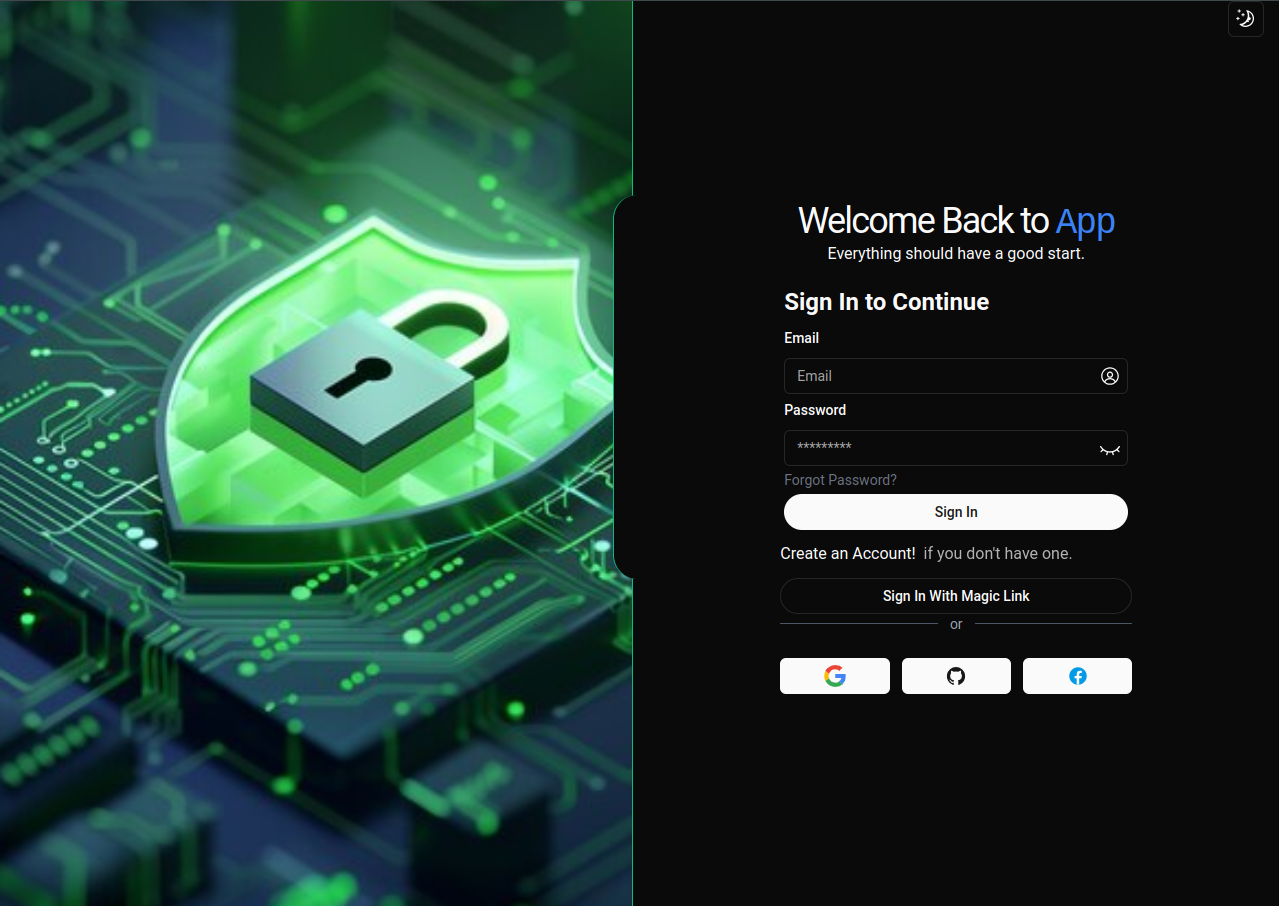 Welcome Back to App
Everything should have a good start.
Sign In to Continue
Email
Email
Password
*********
Forgot Password?
Sign In
Create an Account! if you don't have one.
Sign In With Magic Link
or